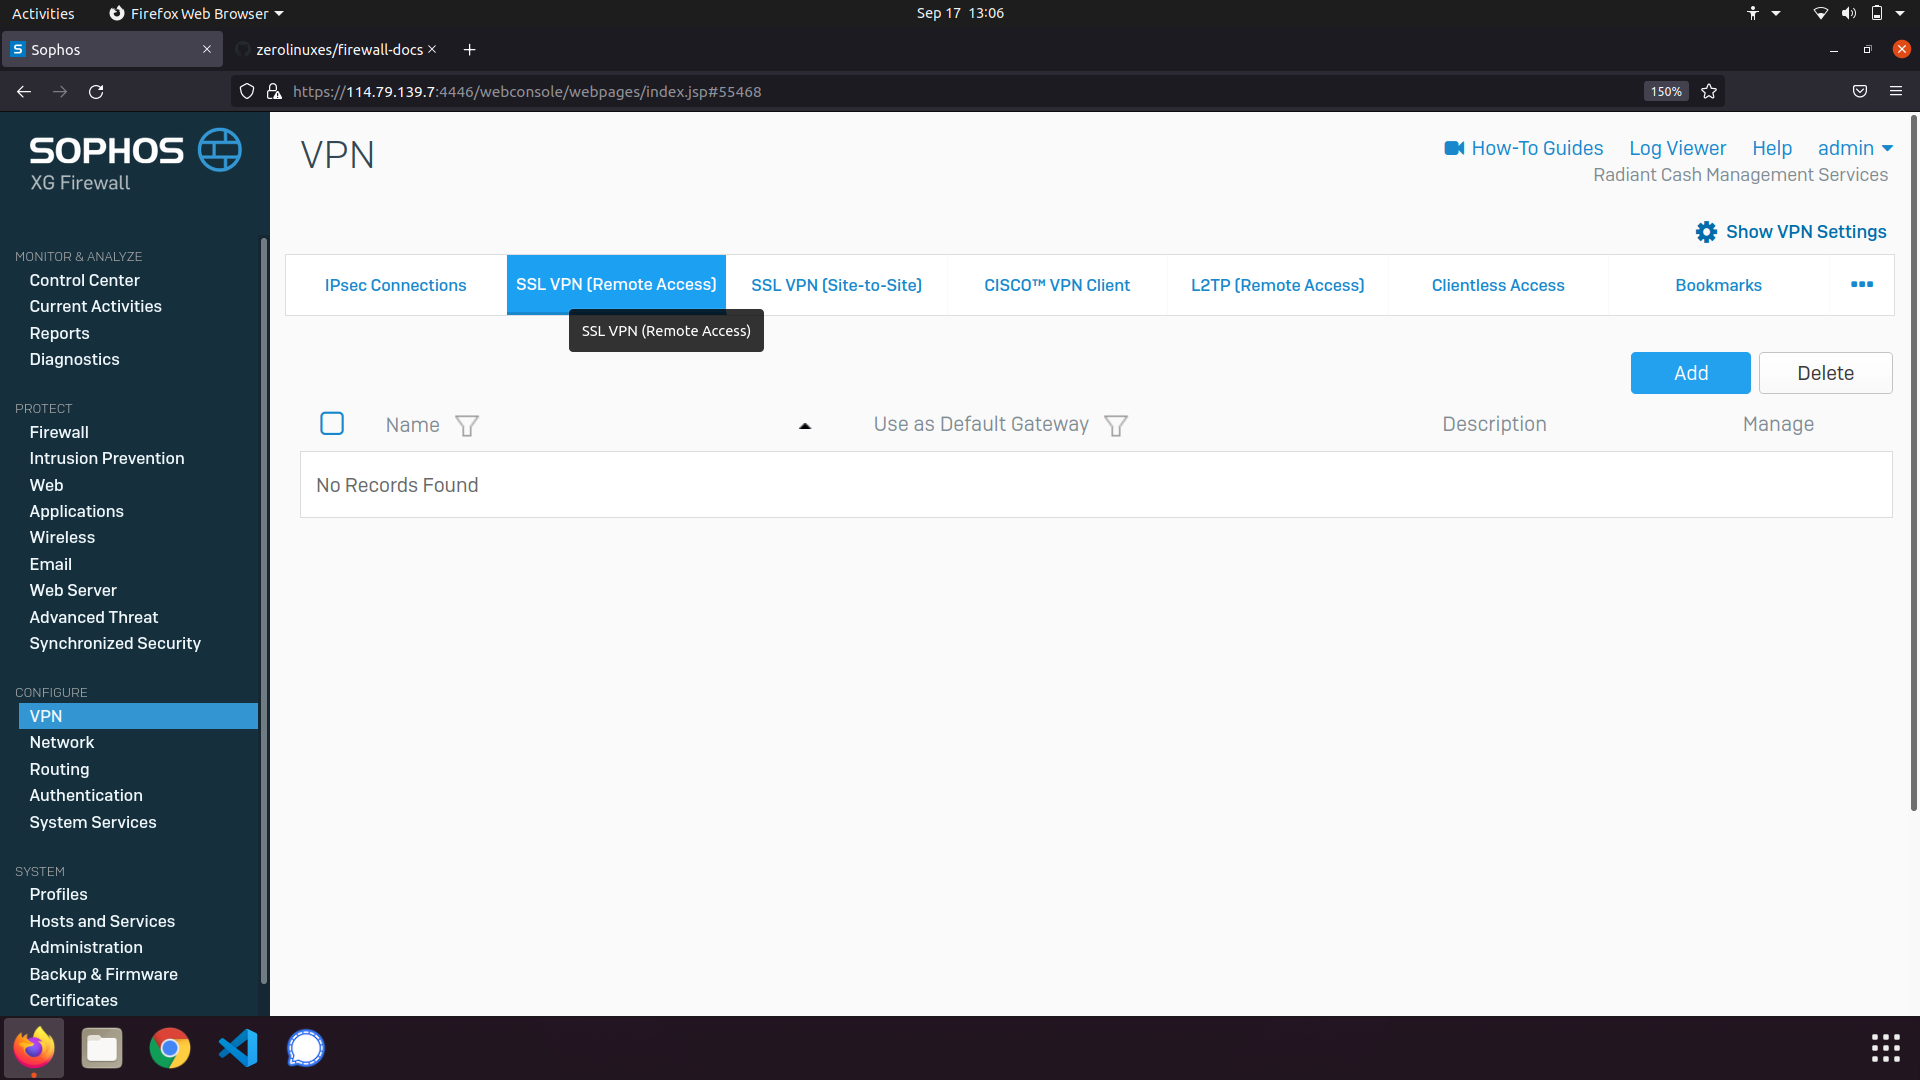 Activities
Firefox Web Browser
Sep 17 13:06
Sophos
zerolinuxes/firewall-docs
https://114.79.139.7:4446/webconsole/webpages/index.jsp#55468
150%
SOPHOS
XG Firewall
VPN
How-To Guides
Log Viewer
Help
admin
Radiant Cash Management Services
Show VPN Settings
IPsec Connections
SSL VPN (Remote Access)
SSL VPN (Site-to-Site)
CISCO™ VPN Client
L2TP (Remote Access)
Clientless Access
Bookmarks
SSL VPN (Remote Access)
Add
Delete
Name
Use as Default Gateway
Description
Manage
No Records Found
MONITOR & ANALYZE
Control Center
Current Activities
Reports
Diagnostics
PROTECT
Firewall
Intrusion Prevention
Web
Applications
Wireless
Email
Web Server
Advanced Threat
Synchronized Security
CONFIGURE
VPN
Network
Routing
Authentication
System Services
SYSTEM
Profiles
Hosts and Services
Administration
Backup & Firmware
Certificates